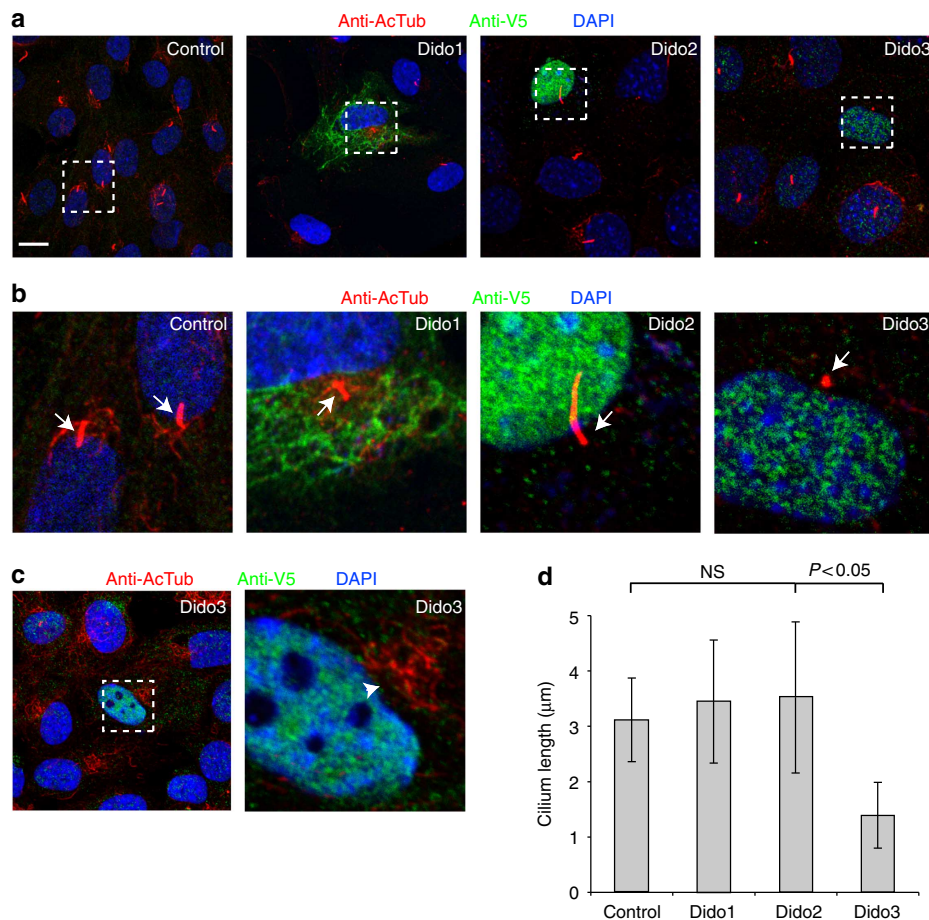 a
Anti-AcTub Anti-V5 DAPI
Control Dido1 Dido2 Dido3
b
Anti-AcTub Anti-V5 DAPI
Control Dido1 Dido2 Dido3
c
Anti-AcTub Anti-V5 DAPI
Dido3 Dido3
d
NS P<0.05
Cilium length (μm)
5
4
3
2
1
0
Control Dido1 Dido2 Dido3